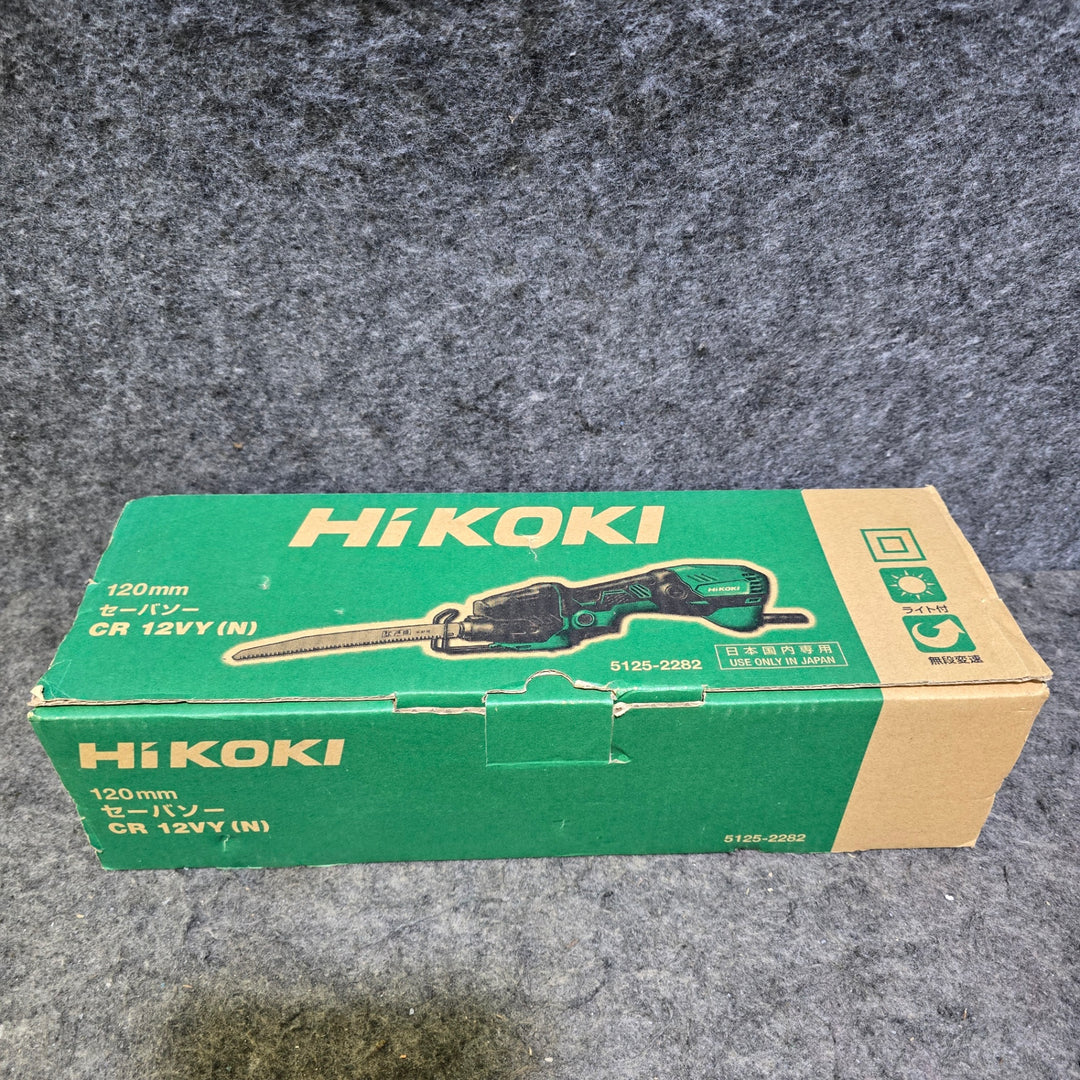 HiKOKI
120mm
セーバソー
CR 12VY(N)
HiKOKI
5125-2282
日本国内専用
USE ONLY IN JAPAN
ライト付
無段変速
HiKOKI
120mm
セーバソー
CR 12VY(N)
5125-2282